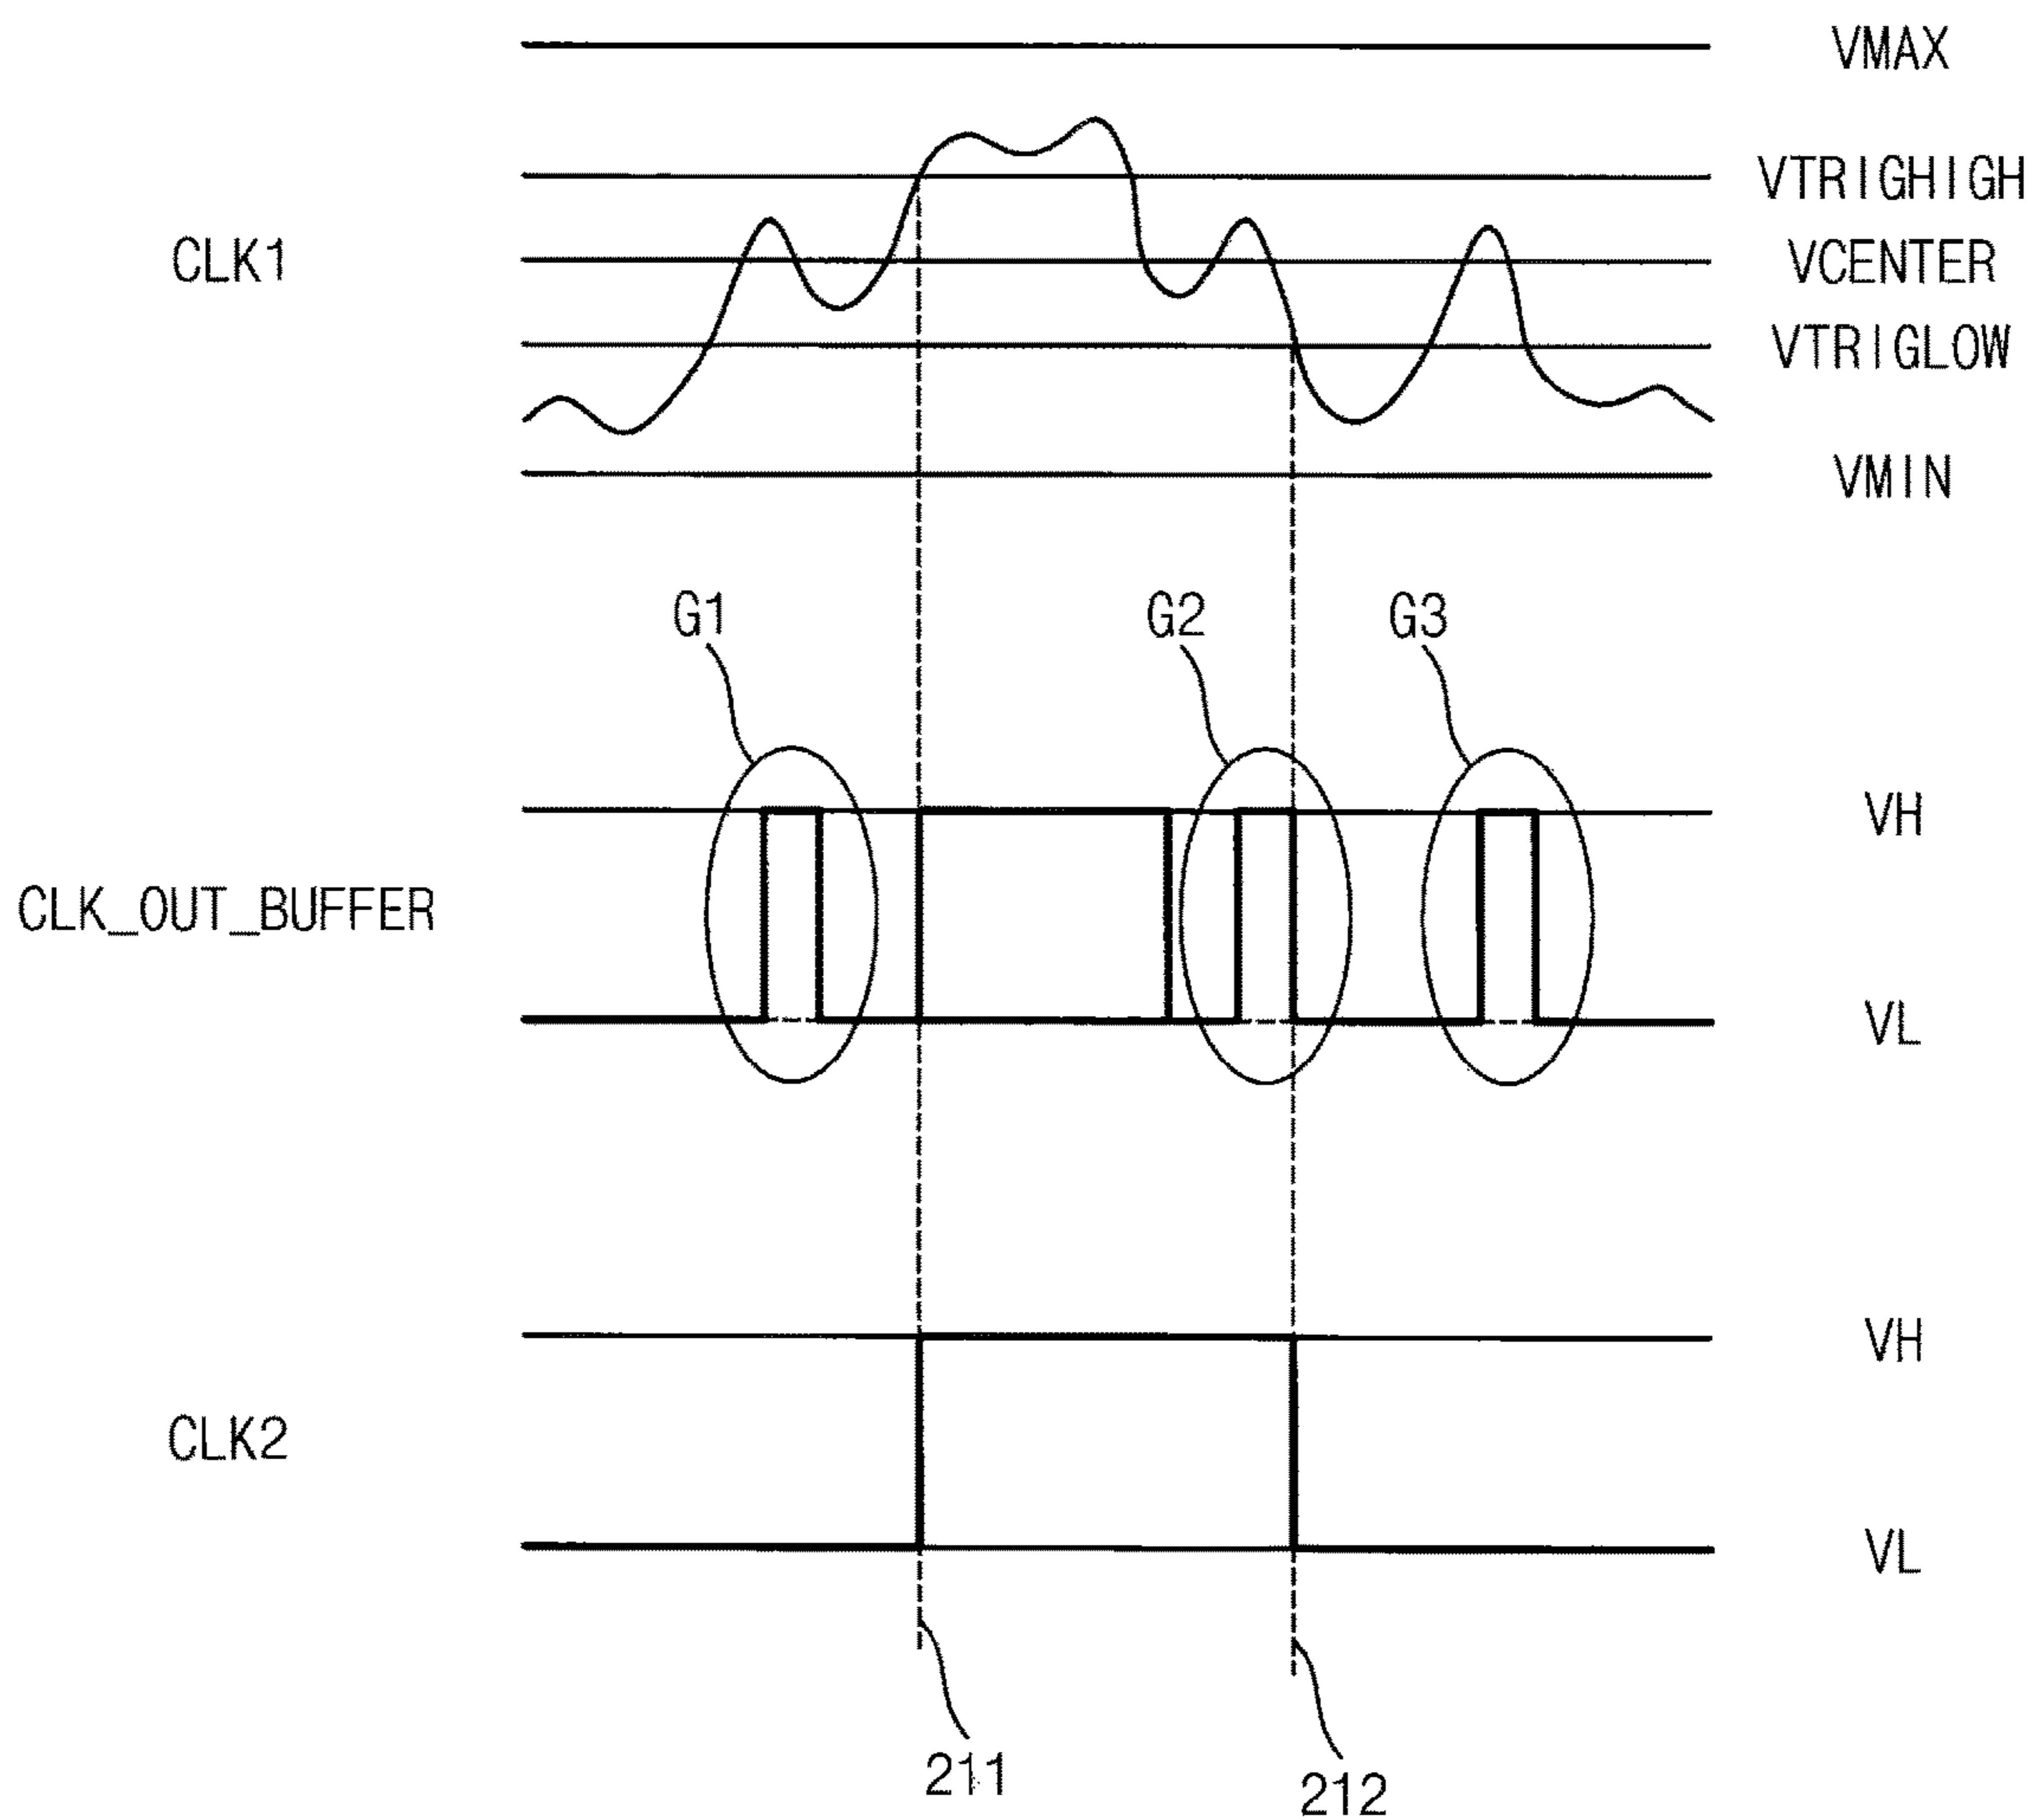 VMAX
VTRIGHIGH
CLK1
VCENTER
VTRIGLOW
VMIN
G1
G2
G3
VH
CLK_OUT_BUFFER
VL
VH
CLK2
VL
211
212